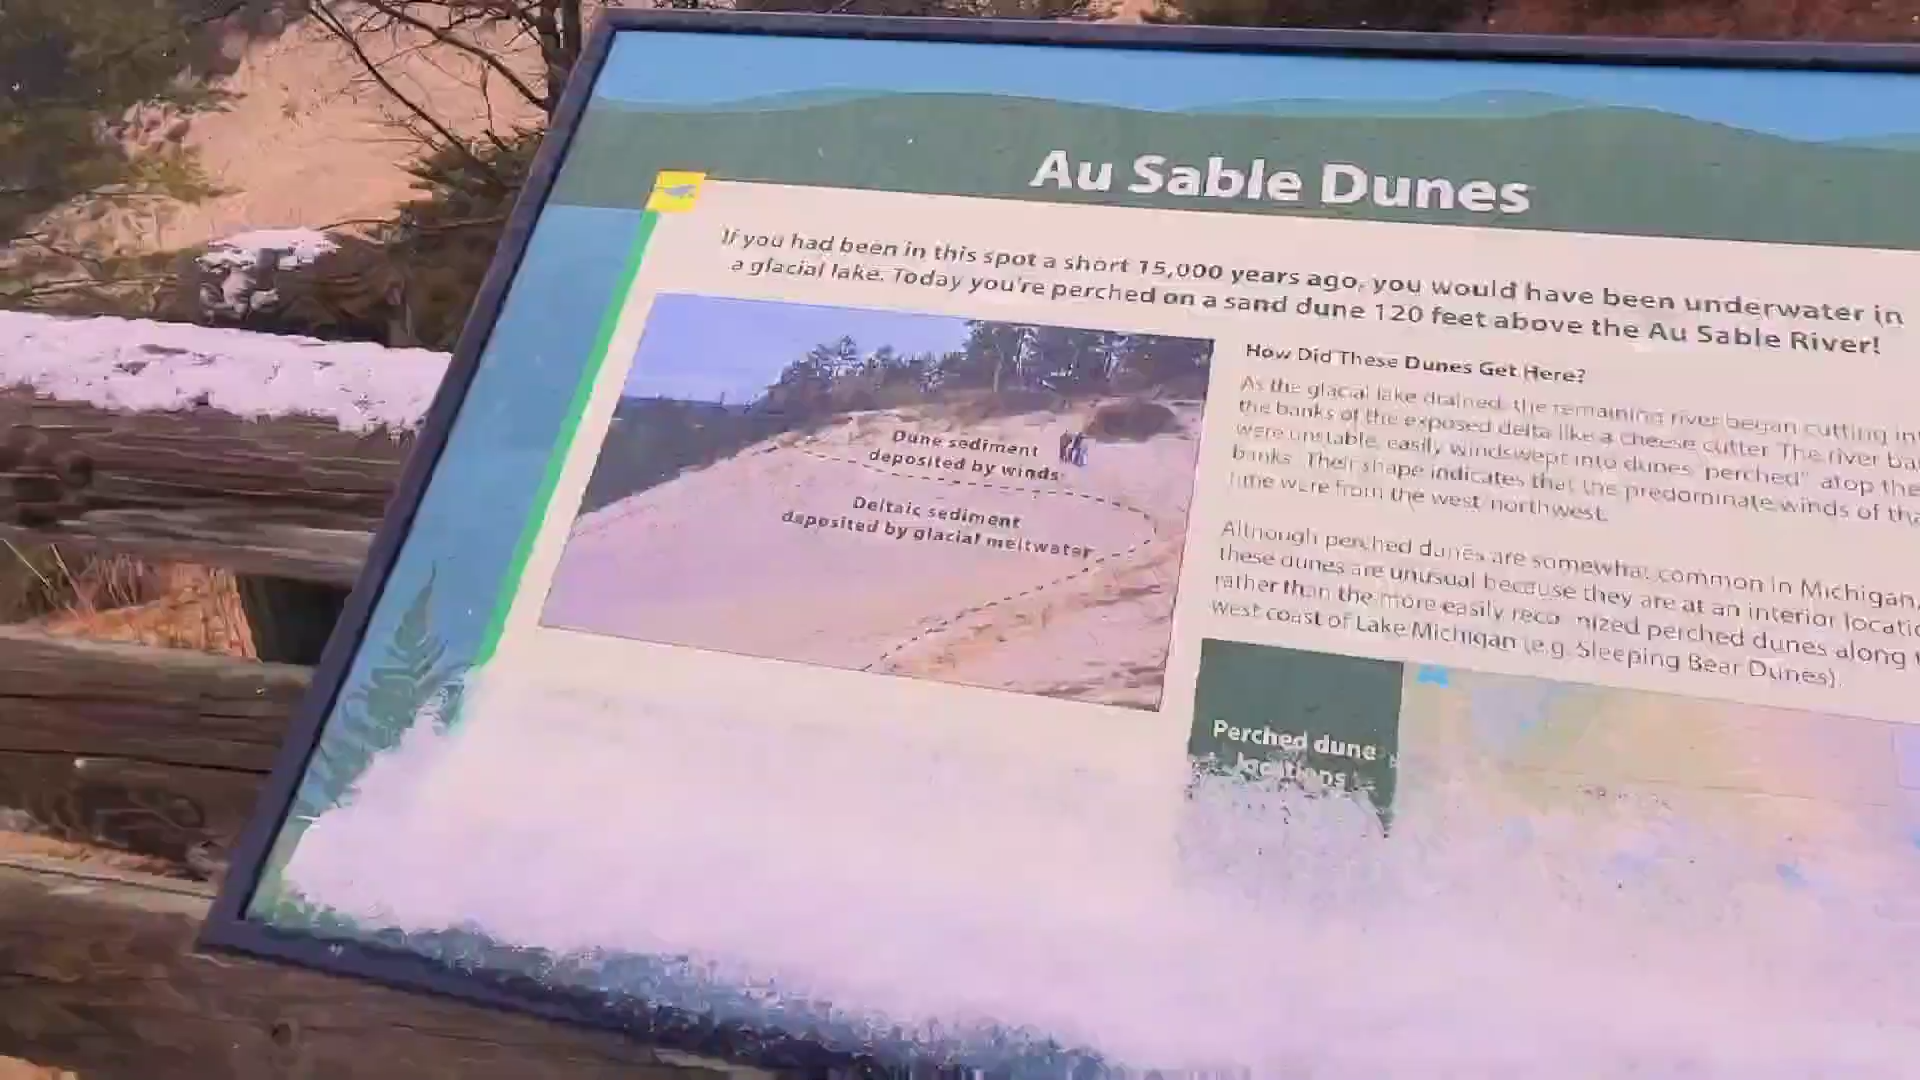 Au Sable Dunes
If you had been in this spot a short 15,000 years ago, you would have been underwater in
a glacial lake. Today you're perched on a sand dune 120 feet above the Au Sable River!
How Did These Dunes Get Here?
As the glacial lake drained, the remaining river began cutting
the banks of the exposed delta like a cheese cutter. The river
were unstable, easily windswept into dunes "perched" atop the
banks. Their shape indicates that the predominate winds of
time were from the west-northwest.
Although perched dunes are somewhat common in Michigan,
these dunes are unusual because they are at an interior
rather than the more easily reco nized perched dunes along
west coast of Lake Michigan (e.g. Sleeping Bear Dunes).
Dune sediment
deposited by winds
Deltaic sediment
deposited by glacial meltwater
Perched dune
locations